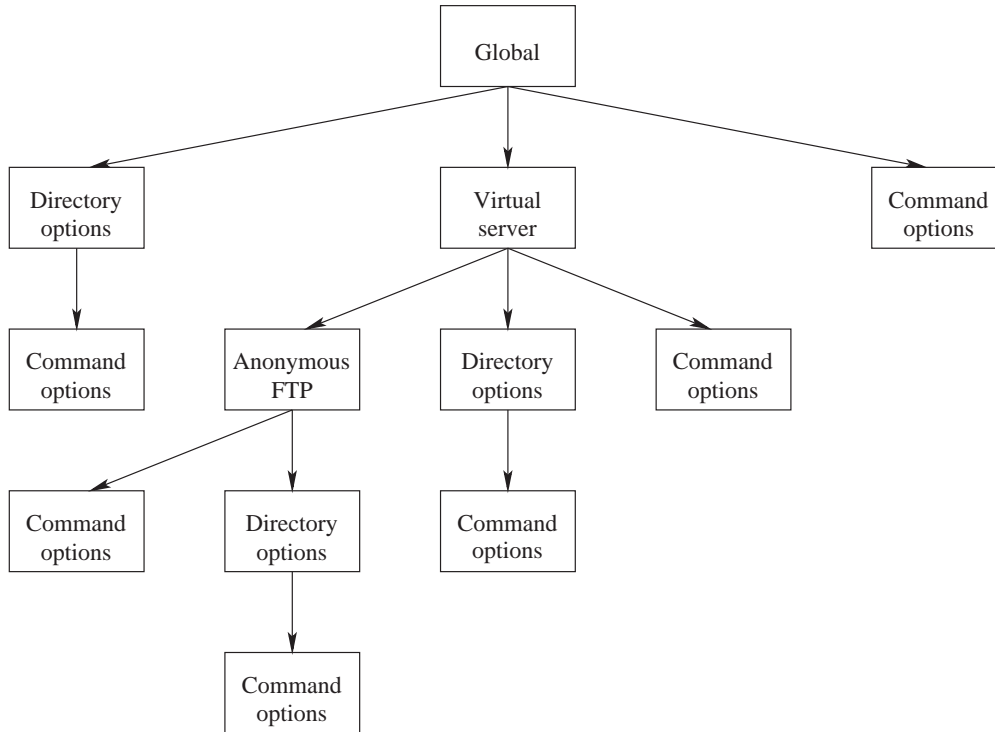 Global
Directory
options
Virtual
server
Command
options
Command
options
Anonymous
FTP
Directory
options
Command
options
Command
options
Directory
options
Command
options
Command
options